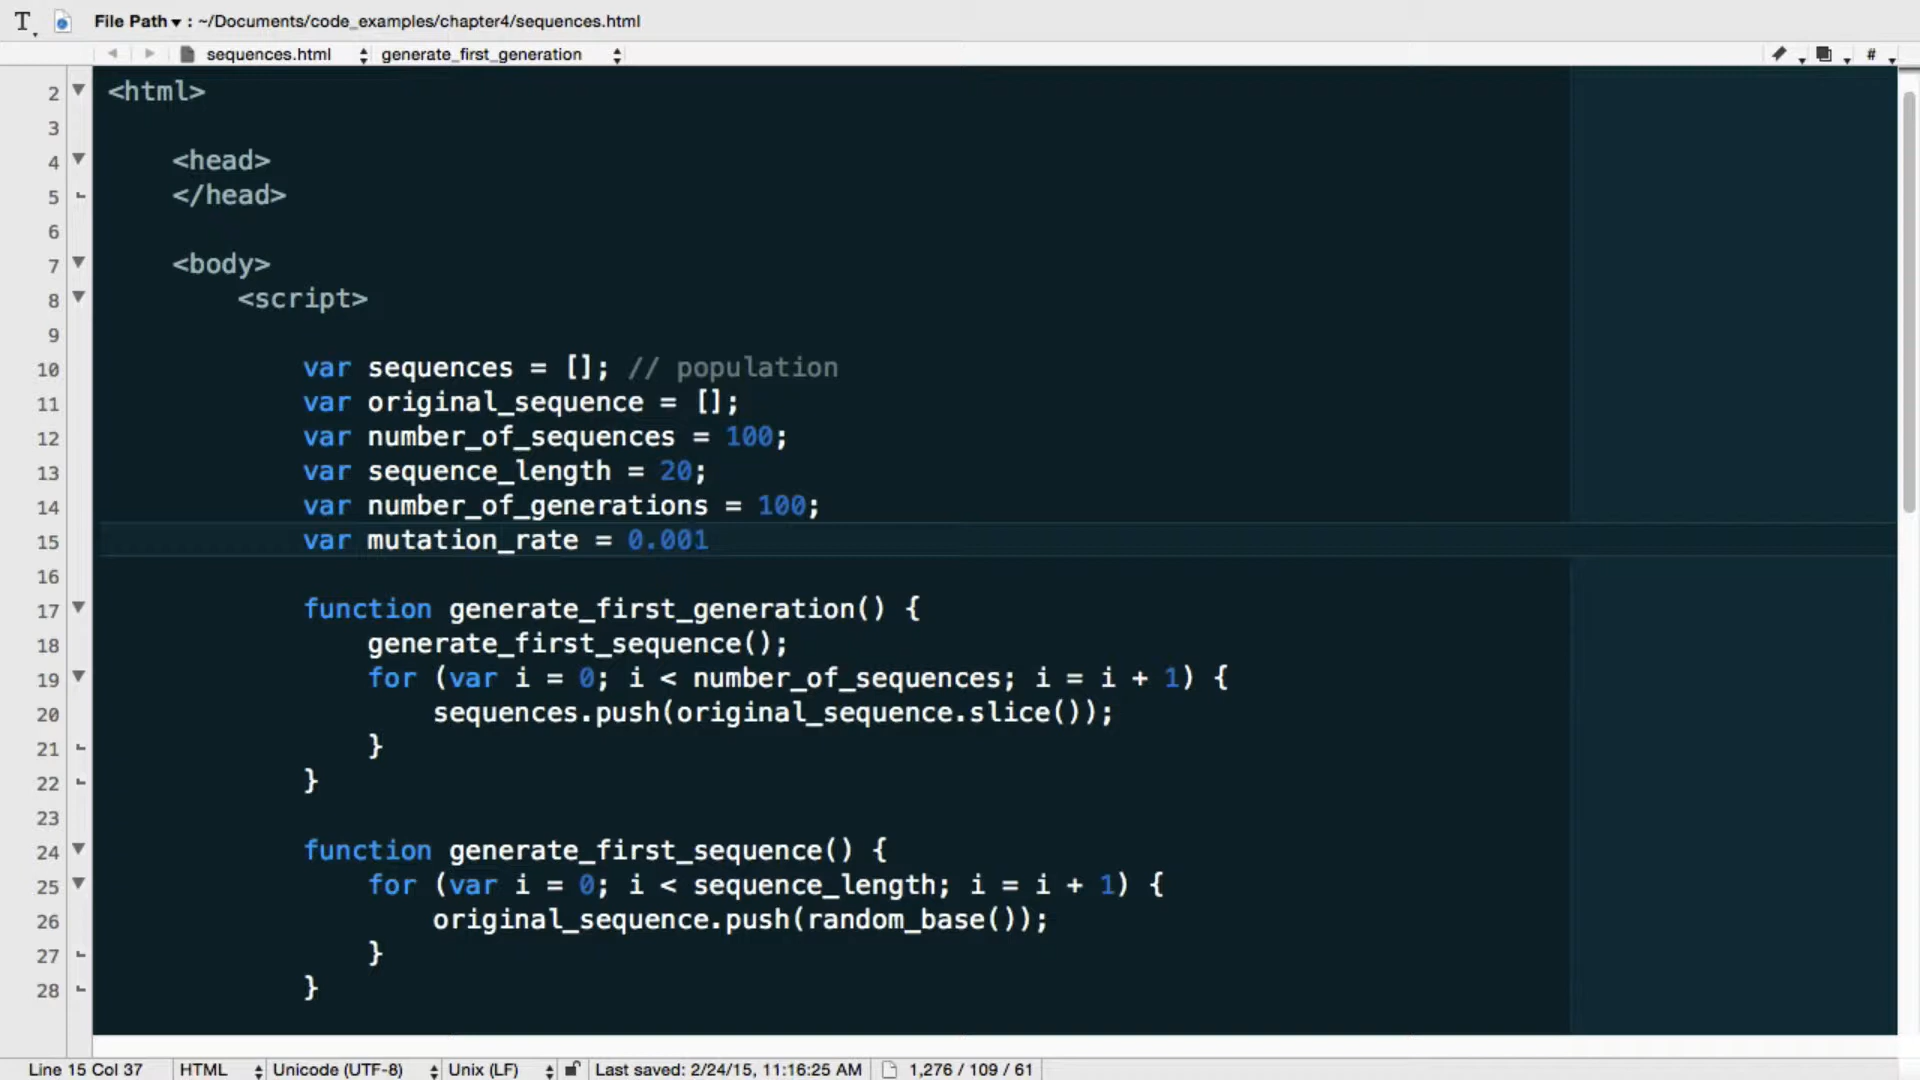 File Path ▾ : ~/Documents/code_examples/chapter4/sequences.html
sequences.html generate_first_generation #
2 <html>
3
4 <head>
5 </head>
6
7 <body>
8 <script>
9
10 var sequences = []; // population
11 var original_sequence = [];
12 var number_of_sequences = 100;
13 var sequence_length = 20;
14 var number_of_generations = 100;
15 var mutation_rate = 0.001
16
17 function generate_first_generation() {
18 generate_first_sequence();
19 for (var i = 0; i < number_of_sequences; i = i + 1) {
20 sequences.push(original_sequence.slice());
21 }
22 }
23
24 function generate_first_sequence() {
25 for (var i = 0; i < sequence_length; i = i + 1) {
26 original_sequence.push(random_base());
27 }
28 }
Line 15 Col 37 HTML Unicode (UTF-8) Unix (LF) Last saved: 2/24/15, 11:16:25 AM 1,276 / 109 / 61